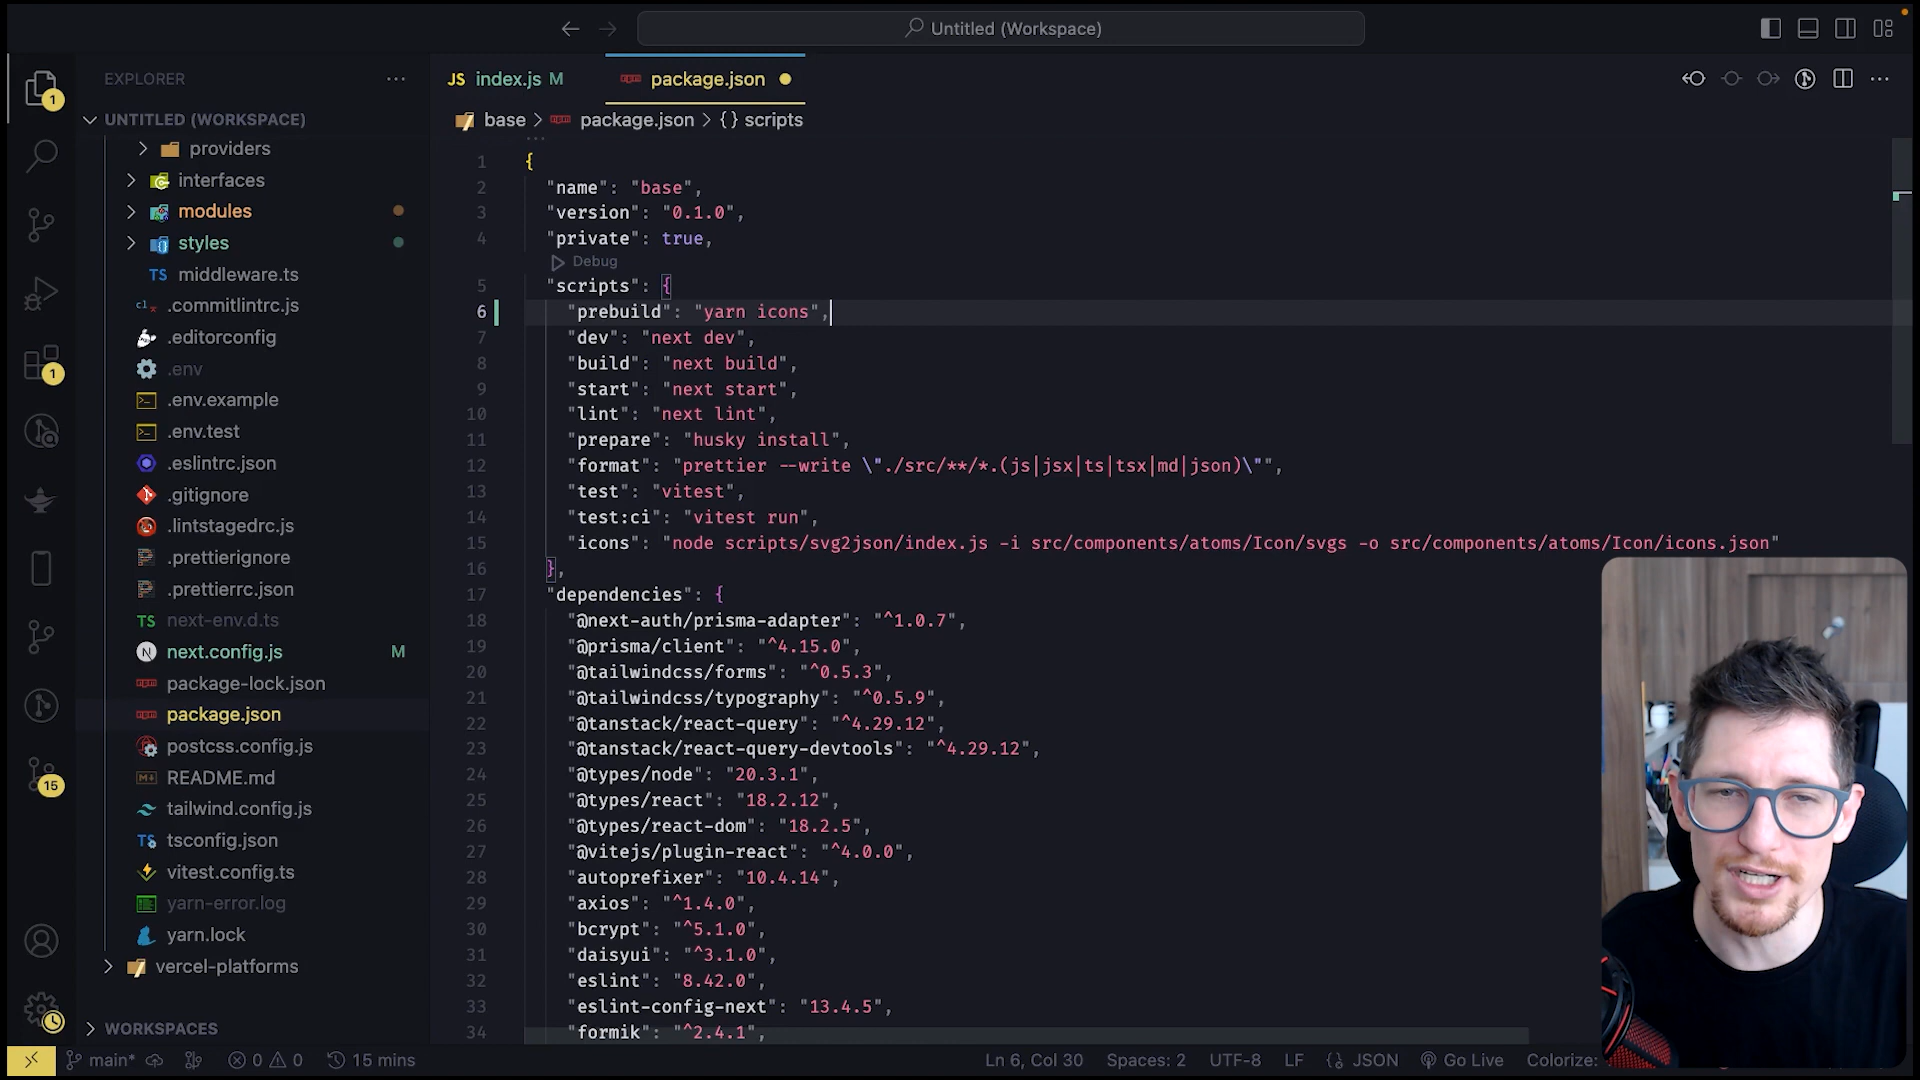 Untitled (Workspace)
EXPLORER
UNTITLED (WORKSPACE)
providers
interfaces
modules
styles
TS middleware.ts
.commitlintrc.js
.editorconfig
.env
.env.example
.env.test
.eslintrc.json
.gitignore
.lintstagedrc.js
.prettierignore
.prettierrc.json
TS next-env.d.ts
N next.config.js M
package-lock.json
package.json
postcss.config.js
README.md
tailwind.config.js
tsconfig.json
vitest.config.ts
yarn-error.log
yarn.lock
vercel-platforms
WORKSPACES
1
1
15
JS index.js M
package.json
base > package.json > {} scripts
1 {
2 "name": "base",
3 "version": "0.1.0",
4 "private": true,
Debug
5 "scripts": {
6 "prebuild": "yarn icons",
7 "dev": "next dev",
8 "build": "next build",
9 "start": "next start",
10 "lint": "next lint",
11 "prepare": "husky install",
12 "format": "prettier --write \"./src/**/*.(js|jsx|ts|tsx|md|json)\"",
13 "test": "vitest",
14 "test:ci": "vitest run",
15 "icons": "node scripts/svg2json/index.js -i src/components/atoms/Icon/svgs -o src/components/atoms/Icon/icons.json"
16 },
17 "dependencies": {
18 "@next-auth/prisma-adapter": "^1.0.7",
19 "@prisma/client": "^4.15.0",
20 "@tailwindcss/forms": "^0.5.3",
21 "@tailwindcss/typography": "^0.5.9",
22 "@tanstack/react-query": "^4.29.12",
23 "@tanstack/react-query-devtools": "^4.29.12",
24 "@types/node": "20.3.1",
25 "@types/react": "18.2.12",
26 "@types/react-dom": "18.2.5",
27 "@vitejs/plugin-react": "^4.0.0",
28 "autoprefixer": "10.4.14",
29 "axios": "^1.4.0",
30 "bcrypt": "^5.1.0",
31 "daisyui": "^3.1.0",
32 "eslint": "8.42.0",
33 "eslint-config-next": "13.4.5",
34 "formik": "^2.4.1",
main* 0 0 15 mins
Ln 6, Col 30 Spaces: 2 UTF-8 LF {} JSON Go Live Colorize: